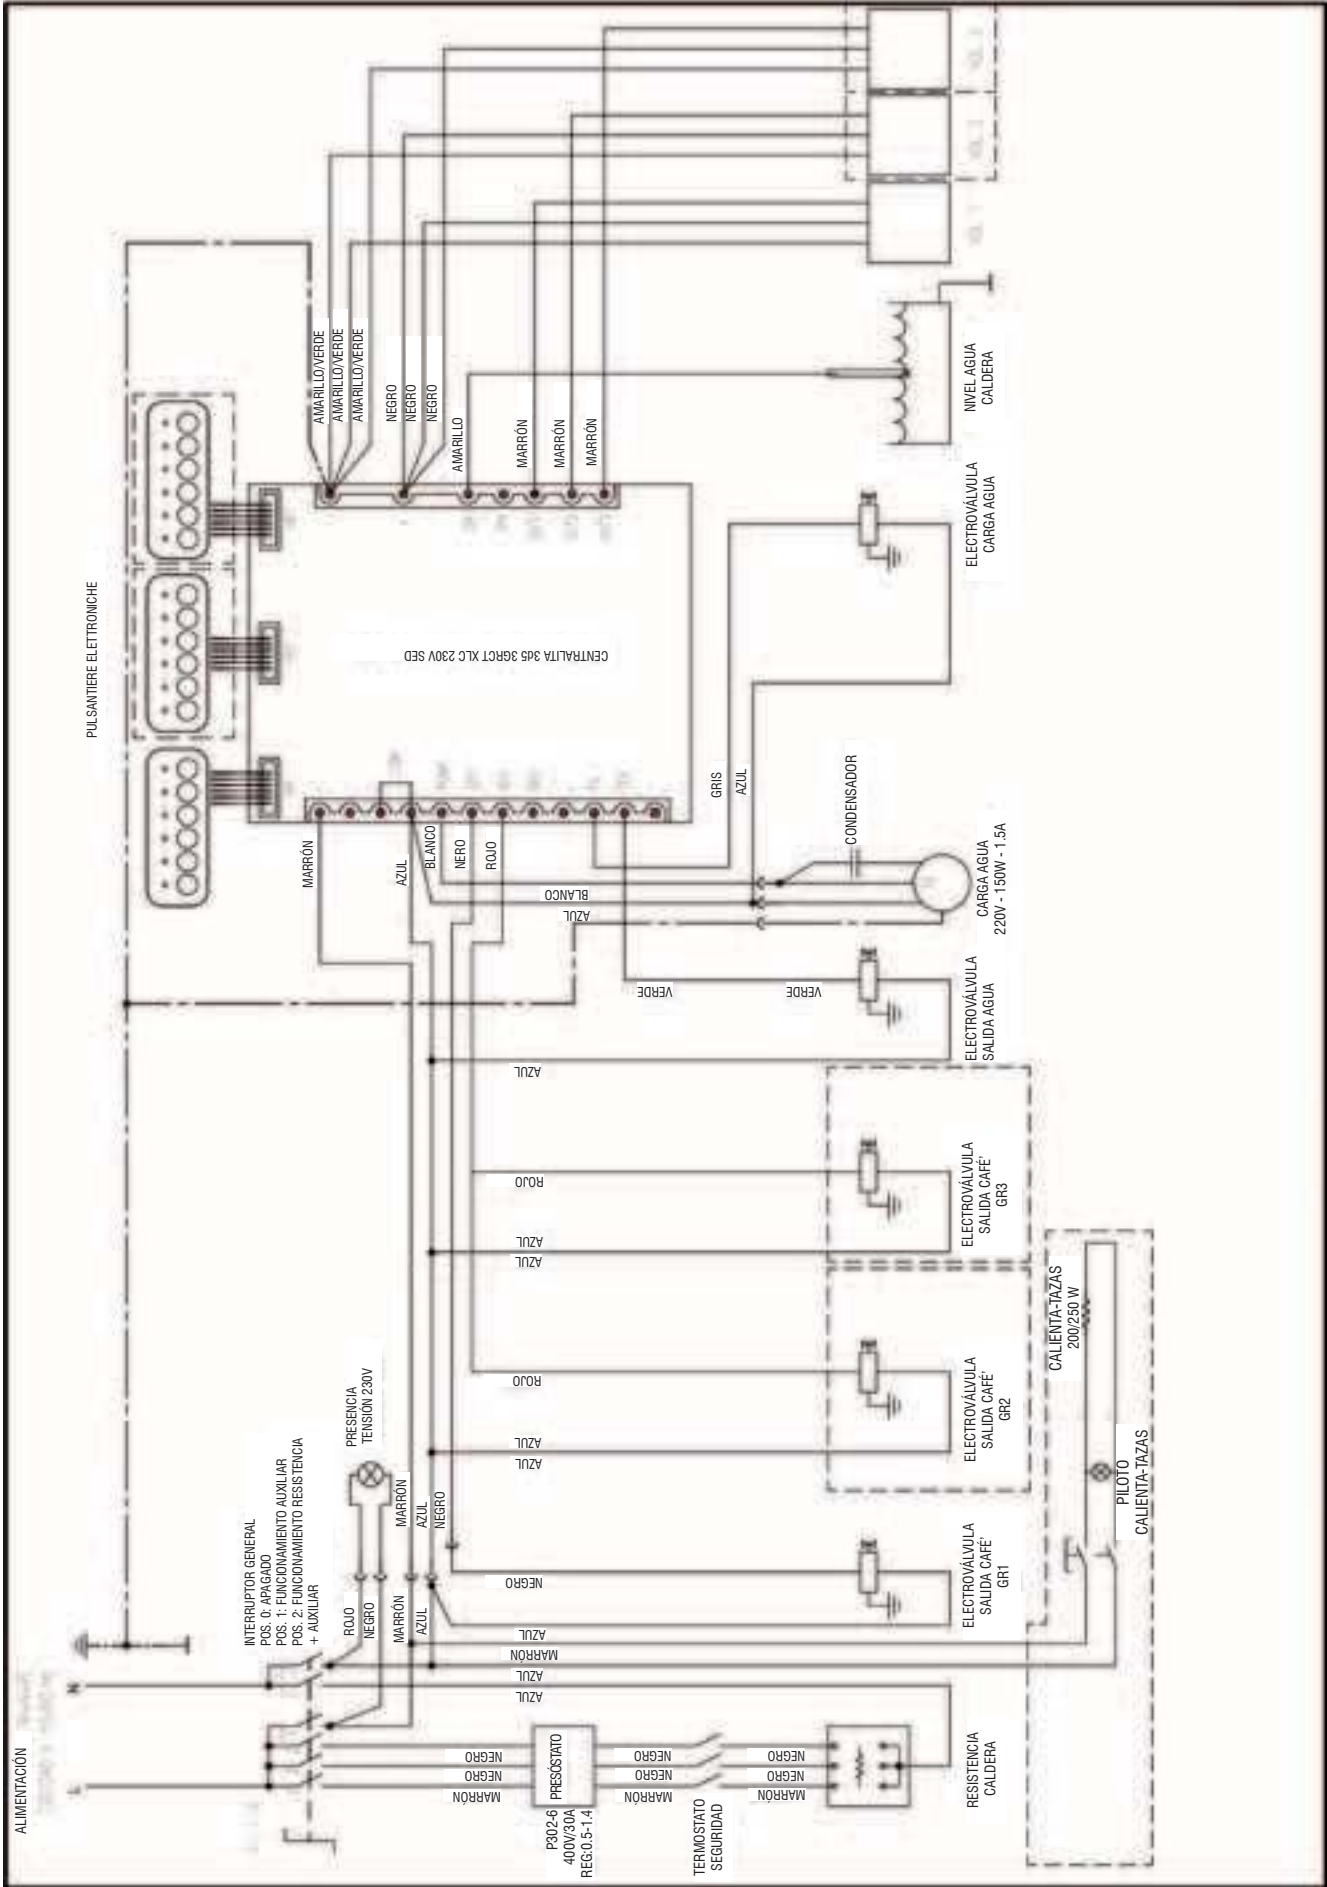 ALIMENTACIÓN
L
N
INTERRUPTOR GENERAL
POS. 0: APAGADO
POS. 1: FUNCIONAMIENTO AUXILIAR
POS. 2: FUNCIONAMIENTO RESISTENCIA
+ AUXILIAR
PRESENCIA
TENSIÓN 230V
ROJO
NEGRO
MARRÓN
AZUL
MARRÓN
AZUL
NEGRO
PULSANTIERE ELETTRONICHE
CENTRALITA 3d5 3GRCT XLC 230V SED
MARRÓN
AZUL
BLANCO
NERO
ROJO
AMARILLO/VERDE
AMARILLO/VERDE
AMARILLO/VERDE
NEGRO
NEGRO
NEGRO
AMARILLO
MARRÓN
MARRÓN
MARRÓN
GRIS
AZUL
BLANCO
AZUL
VERDE
VERDE
AZUL
ROJO
AZUL
AZUL
ROJO
AZUL
AZUL
NEGRO
AZUL
MARRÓN
AZUL
AZUL
NEGRO
NEGRO
MARRÓN
P302-6
400V/30A
REG:0.5-1.4
PRESÓSTATO
NEGRO
NEGRO
MARRÓN
TERMOSTATO
SEGURIDAD
NEGRO
NEGRO
MARRÓN
RESISTENCIA
CALDERA
ELECTROVÁLVULA
SALIDA CAFÉ'
GR1
ELECTROVÁLVULA
SALIDA CAFÉ'
GR2
ELECTROVÁLVULA
SALIDA CAFÉ'
GR3
ELECTROVÁLVULA
SALIDA AGUA
CONDENSADOR
CARGA AGUA
220V - 150W - 1.5A
ELECTROVÁLVULA
CARGA AGUA
NIVEL AGUA
CALDERA
VOL. 1
VOL. 2
VOL. 3
CALIENTA-TAZAS
200/250 W
PILOTO
CALIENTA-TAZAS